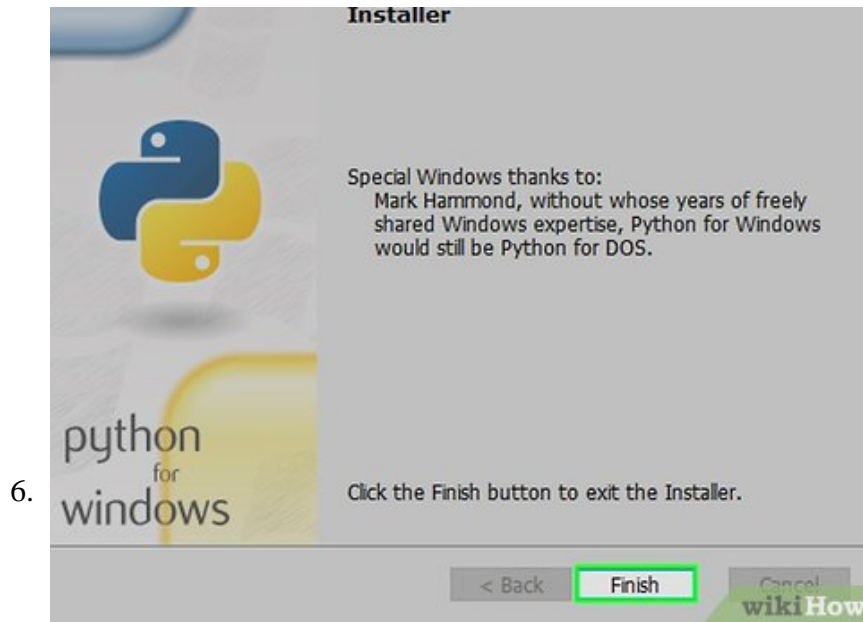 Installer
Special Windows thanks to:
Mark Hammond, without whose years of freely
shared Windows expertise, Python for Windows
would still be Python for DOS.
python
for
windows
6.
Click the Finish button to exit the Installer.
< Back Finish Cancel
wikiHow